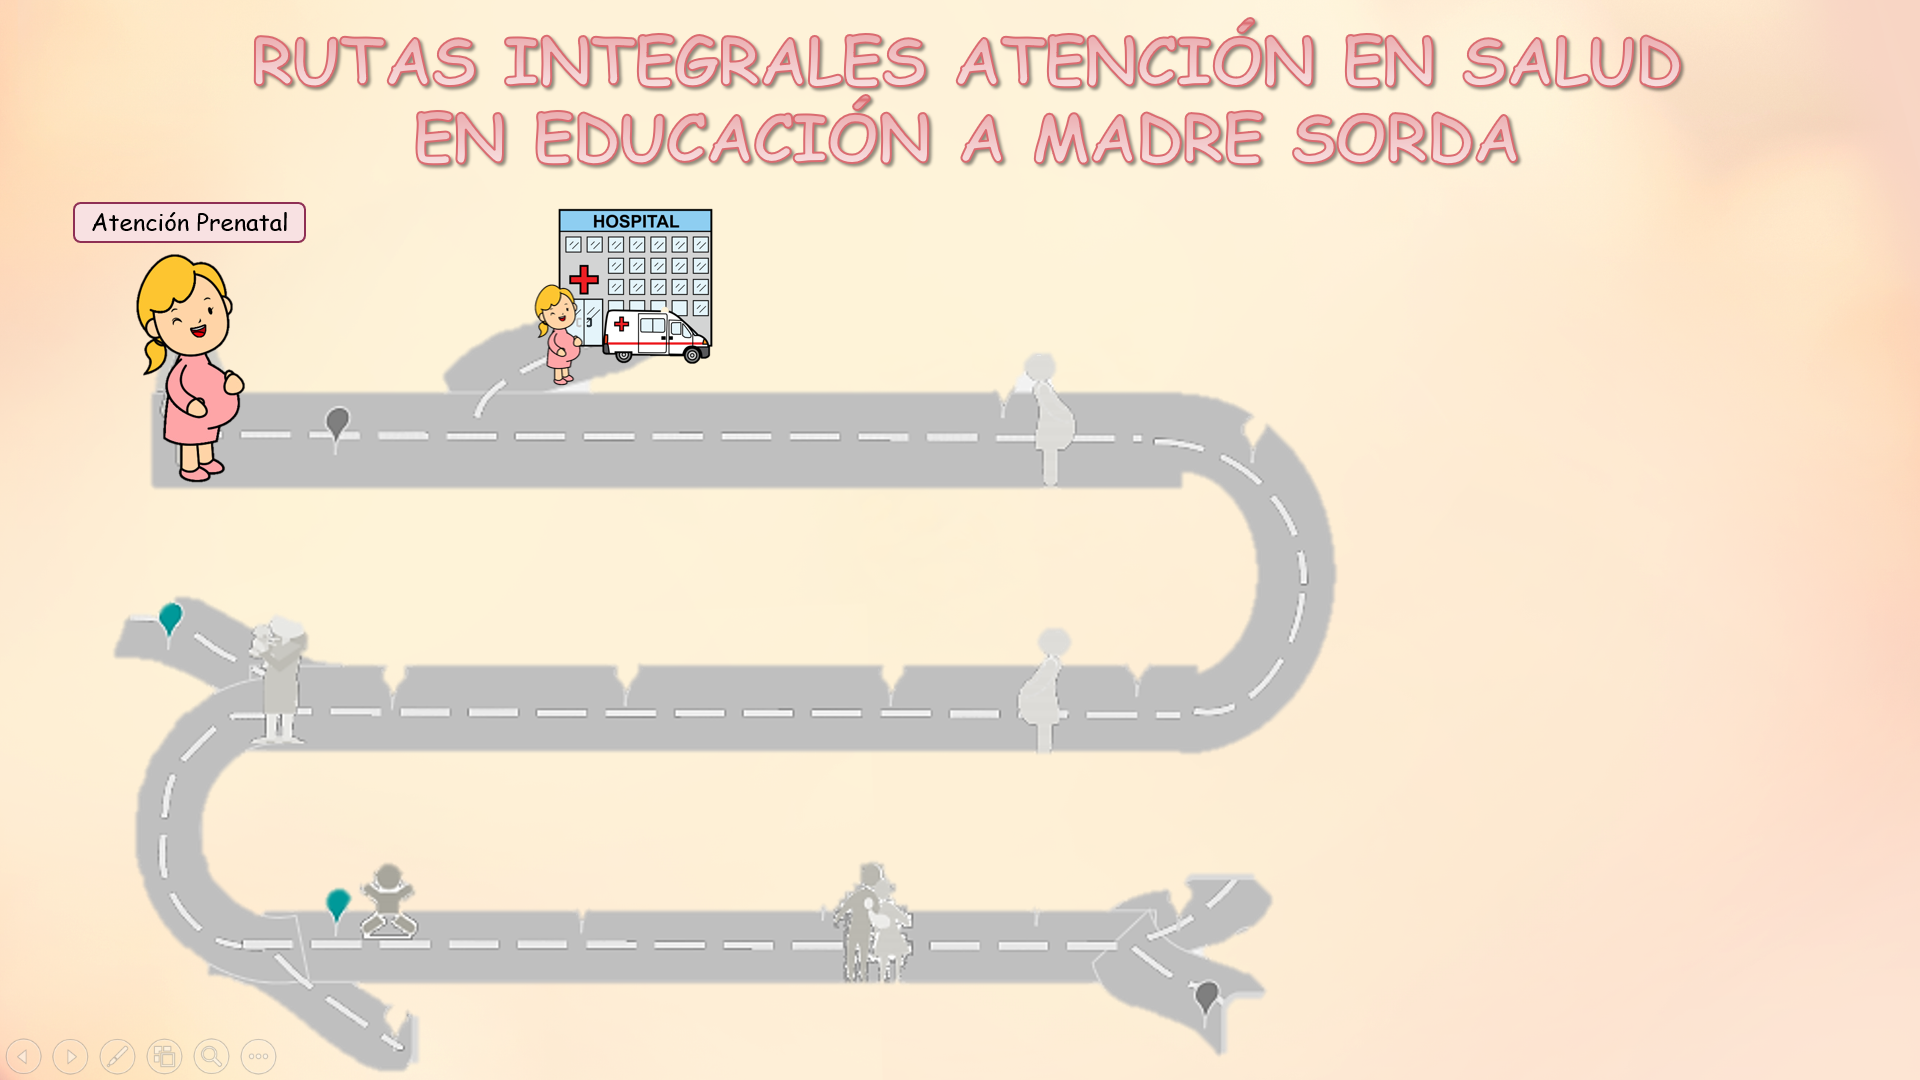 RUTAS INTEGRALES ATENCIÓN EN SALUD
EN EDUCACIÓN A MADRE SORDA
Atención Prenatal
HOSPITAL